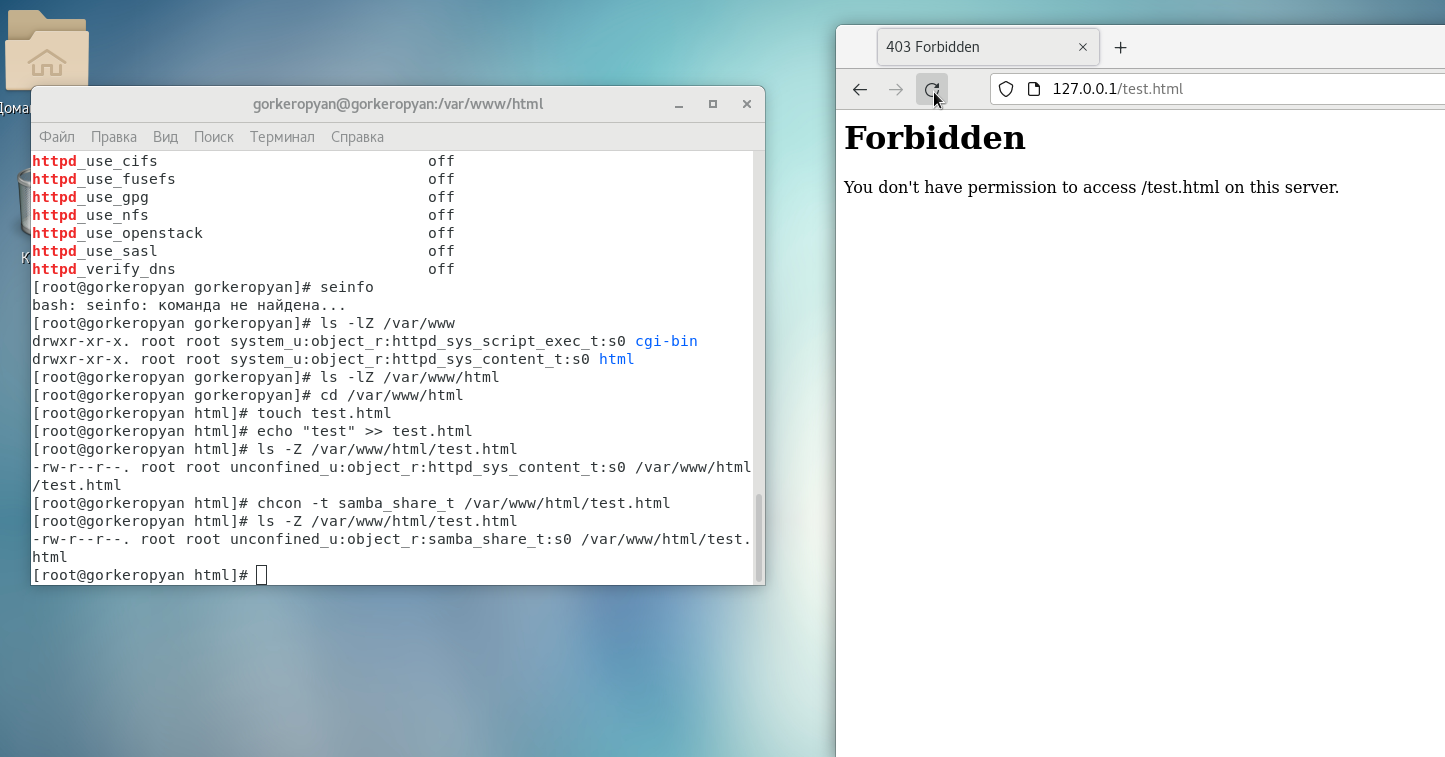 gorkeropyan@gorkeropyan:/var/www/html
Файл Правка Вид Поиск Терминал Справка
httpd_use_cifs off
httpd_use_fusefs off
httpd_use_gpg off
httpd_use_nfs off
httpd_use_openstack off
httpd_use_sasl off
httpd_verify_dns off
[root@gorkeropyan gorkeropyan]# seinfo
bash: seinfo: команда не найдена...
[root@gorkeropyan gorkeropyan]# ls -lZ /var/www
drwxr-xr-x. root root system_u:object_r:httpd_sys_script_exec_t:s0 cgi-bin
drwxr-xr-x. root root system_u:object_r:httpd_sys_content_t:s0 html
[root@gorkeropyan gorkeropyan]# ls -lZ /var/www/html
[root@gorkeropyan gorkeropyan]# cd /var/www/html
[root@gorkeropyan html]# touch test.html
[root@gorkeropyan html]# echo "test" >> test.html
[root@gorkeropyan html]# ls -Z /var/www/html/test.html
-rw-r--r--. root root unconfined_u:object_r:httpd_sys_content_t:s0 /var/www/html
/test.html
[root@gorkeropyan html]# chcon -t samba_share_t /var/www/html/test.html
[root@gorkeropyan html]# ls -Z /var/www/html/test.html
-rw-r--r--. root root unconfined_u:object_r:samba_share_t:s0 /var/www/html/test.
html
[root@gorkeropyan html]#
403 Forbidden
127.0.0.1/test.html
Forbidden
You don't have permission to access /test.html on this server.